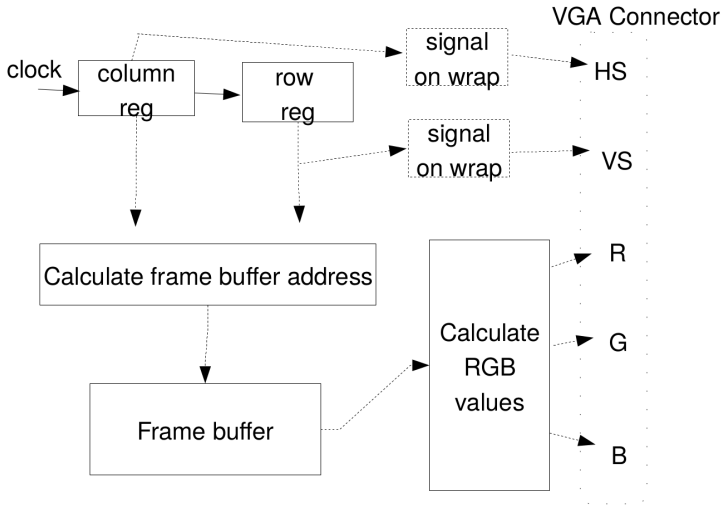 VGA Connector
clock
column
reg
row
reg
signal
on wrap
HS
signal
on wrap
VS
Calculate frame buffer address
Frame buffer
Calculate
RGB
values
R
G
B